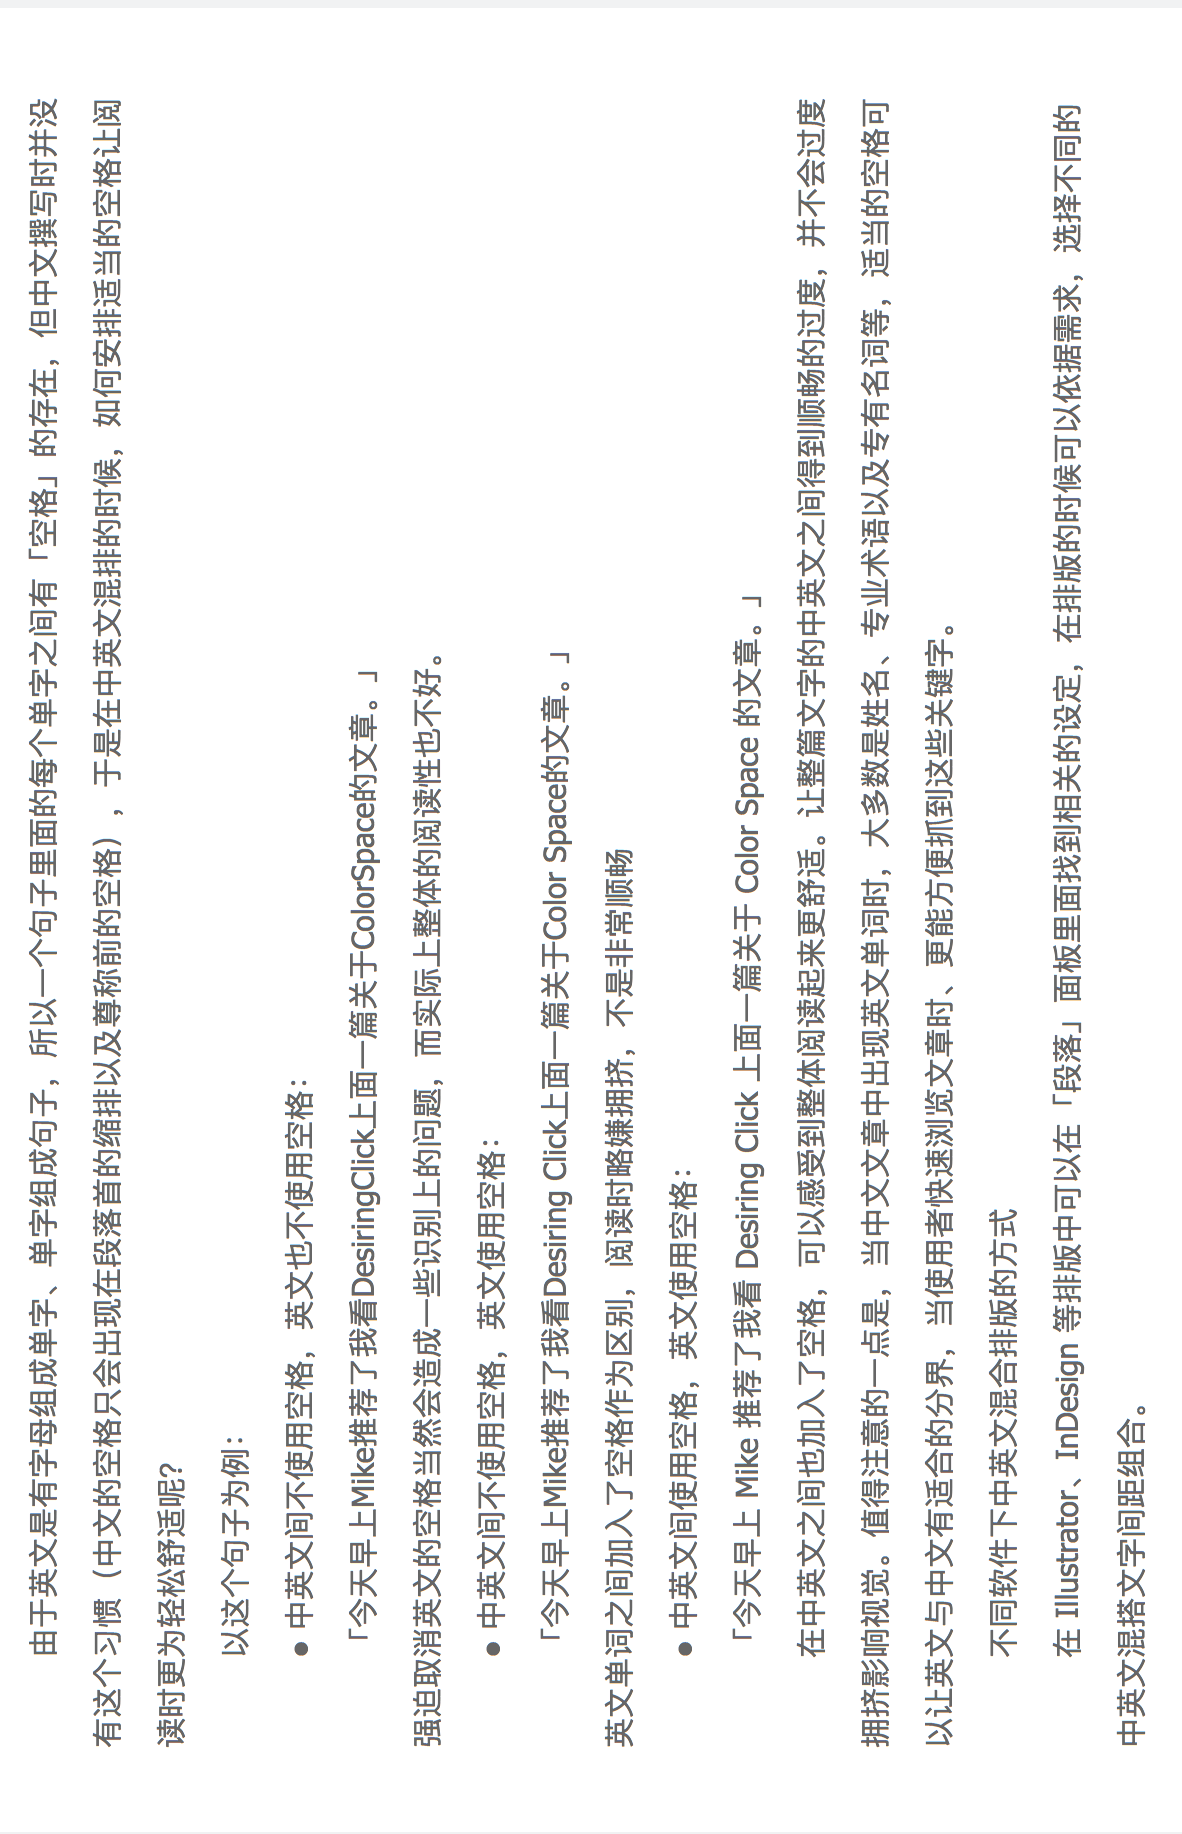 由于英文是有字母组成单字、单字组成句子，所以一个句子里面的每个单字之间有「空格」的存在，但中文撰写时并没
有这个习惯（中文的空格只会出现在段落首的缩排以及尊称前的空格），于是在中英文混排的时候，如何安排适当的空格让阅
读时更为轻松舒适呢？
以这个句子为例：
● 中英文间不使用空格，英文也不使用空格：
「今天早上Mike推荐了我看DesiringClick上面一篇关于ColorSpace的文章。」
强迫取消英文的空格当然会造成一些识别上的问题，而实际上整体的阅读性也不好。
● 中英文间不使用空格，英文使用空格：
「今天早上Mike推荐了我看Desiring Click上面一篇关于Color Space的文章。」
英文单词之间加入了空格作为区别，阅读时略嫌拥挤，不是非常顺畅
● 中英文间使用空格，英文使用空格：
「今天早上 Mike 推荐了我看 Desiring Click 上面一篇关于 Color Space 的文章。」
在中英文之间也加入了空格，可以感受到整体阅读起来更舒适。让整篇文字的中英文之间得到顺畅的过度，并不会过度
拥挤影响视觉。值得注意的一点是，当中文文章中出现英文单词时，大多数是姓名、专业术语以及专有名词等，适当的空格可
以让英文与中文有适合的分界，当使用者快速浏览文章时、更能方便抓到这些关键字。
不同软件下中英文混合排版的方式
在 Illustrator、InDesign 等排版中可以在「段落」面板里面找到相关的设定，在排版的时候可以依据需求，选择不同的
中英文混搭文字间距组合。